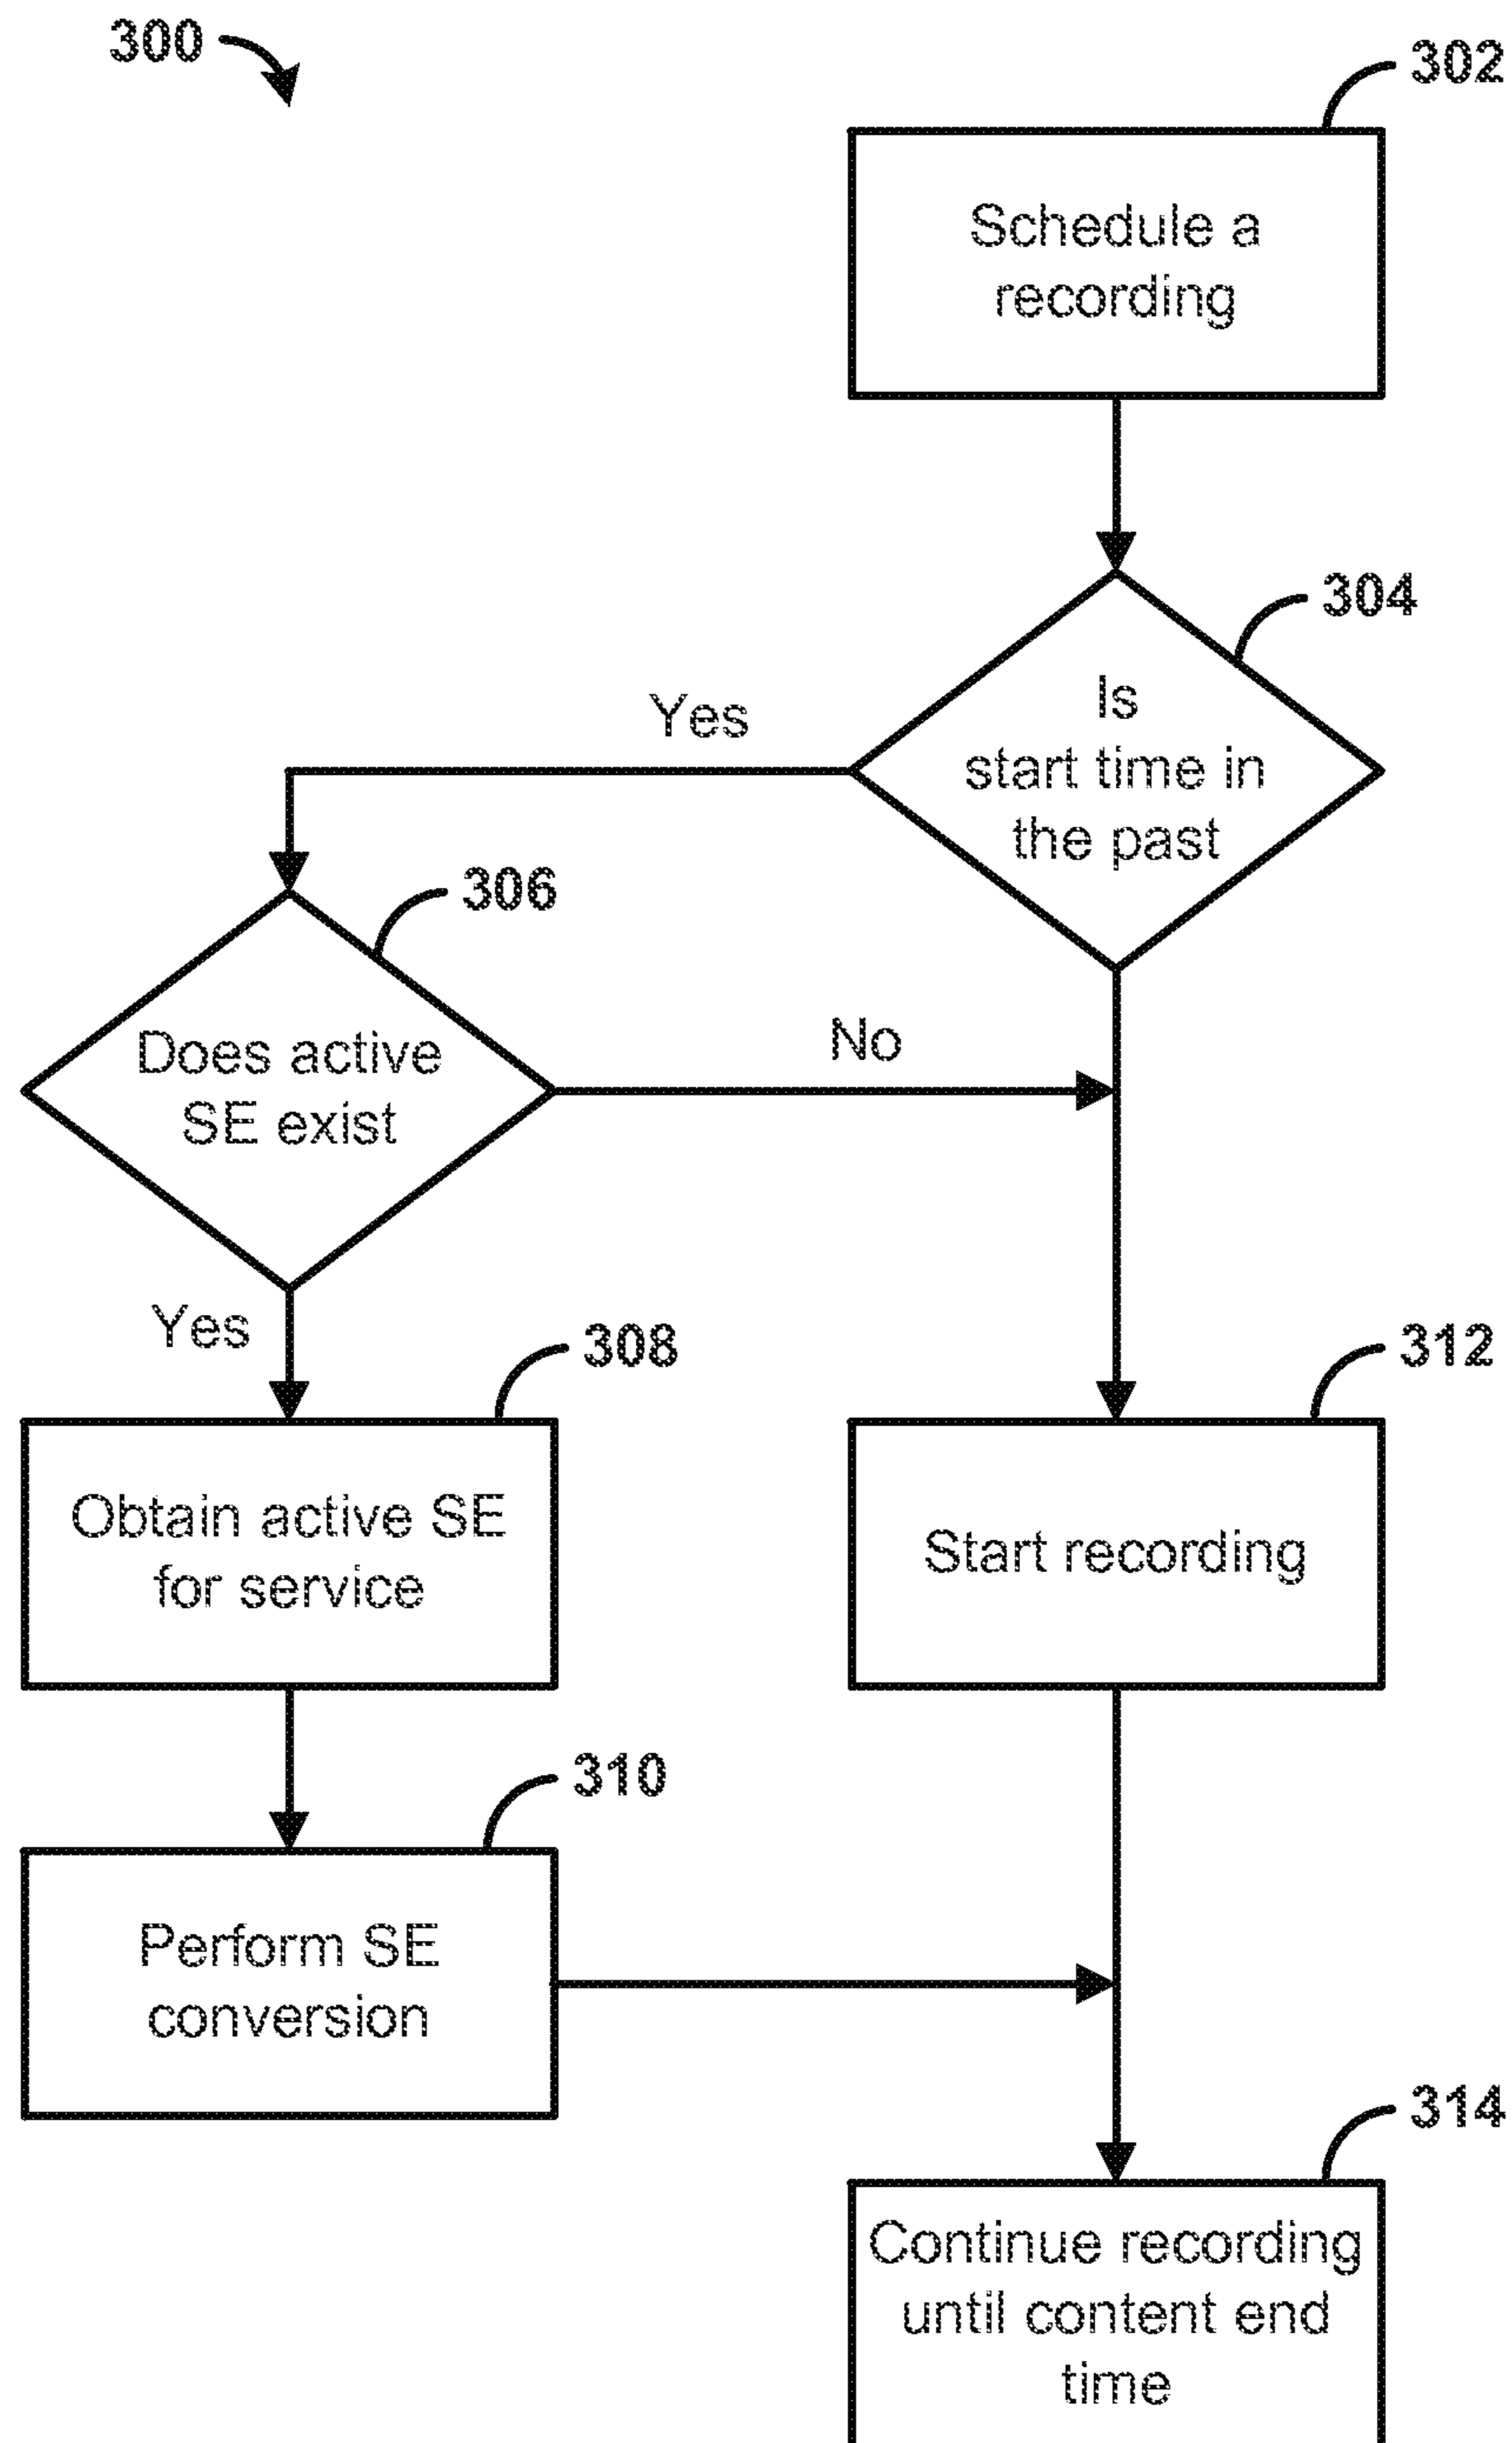 300
302
Schedule a
recording
304
Is
start time in
the past
Yes
306
Does active
SE exist
No
Yes
308
Obtain active SE
for service
312
Start recording
310
Perform SE
conversion
314
Continue recording
until content end
time